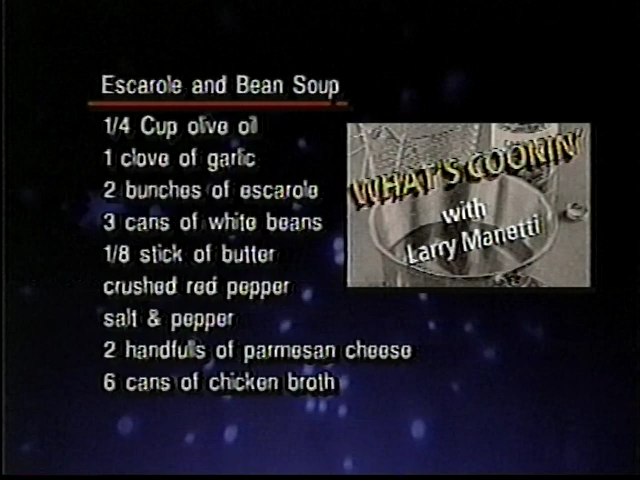 Escarole and Bean Soup
1/4 Cup olive oil
1 clove of garlic
2 bunches of escarole
3 cans of white beans
1/8 stick of butter
crushed red pepper
salt & pepper
2 handfuls of parmesan cheese
6 cans of chicken broth
WHAT'S COOKIN'
with
Larry Manetti